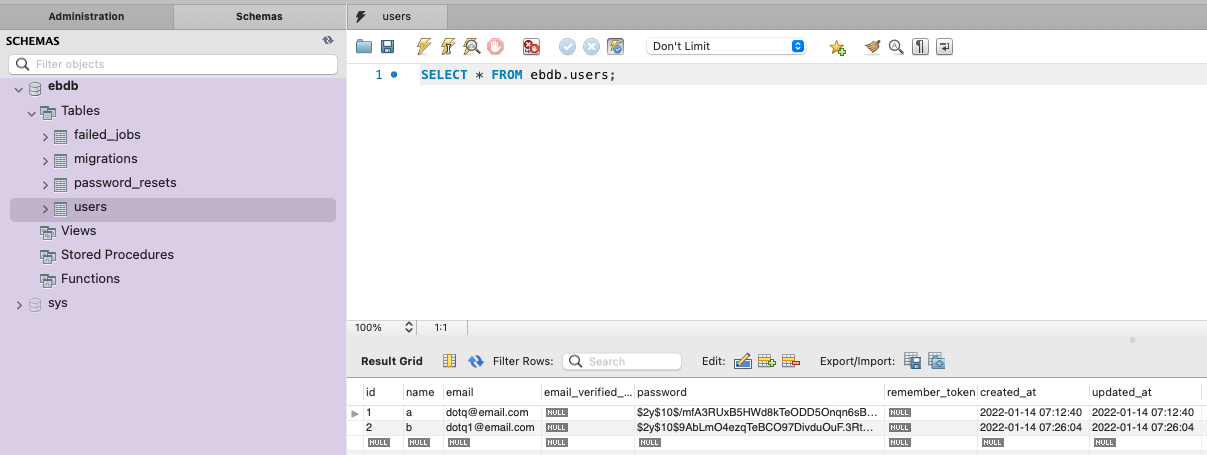 Administration Schemas users
SCHEMAS
Filter objects
Don't Limit
ebdb
1 SELECT * FROM ebdb.users;
Tables
failed_jobs
migrations
password_resets
users
Views
Stored Procedures
Functions
sys
100% 1:1
Result Grid Filter Rows: Search Edit: Export/Import:
id name email email_verified_... password remember_token created_at updated_at
1 a dotq@email.com NULL $2y$10$/mfA3RUxB5HWd8kTeODD5Onqn6sB... NULL 2022-01-14 07:12:40 2022-01-14 07:12:40
2 b dotq1@email.com NULL $2y$10$9AbLmO4ezqTeBCO97DivduOuF.3Rt... NULL 2022-01-14 07:26:04 2022-01-14 07:26:04
NULL NULL NULL NULL NULL NULL NULL NULL